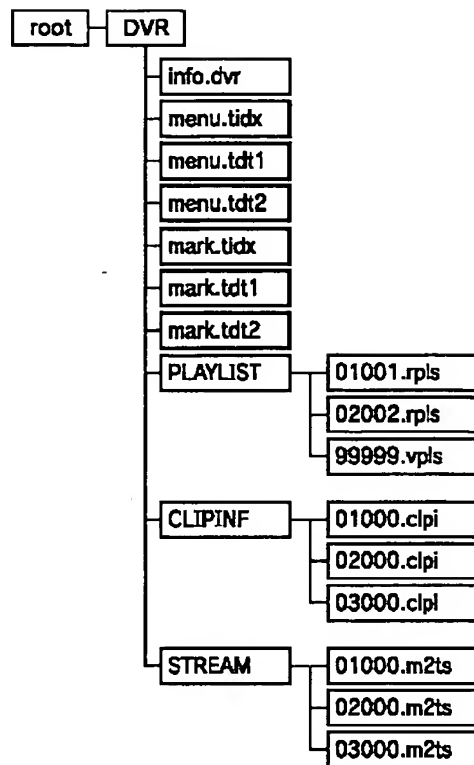 root DVR
info.dvr
menu.tidx
menu.tdt1
menu.tdt2
mark.tidx
mark.tdt1
mark.tdt2
PLAYLIST 01001.rpls
02002.rpls
99999.vpls
CLIPINF 01000.clpi
02000.clpi
03000.clpi
STREAM 01000.m2ts
02000.m2ts
03000.m2ts